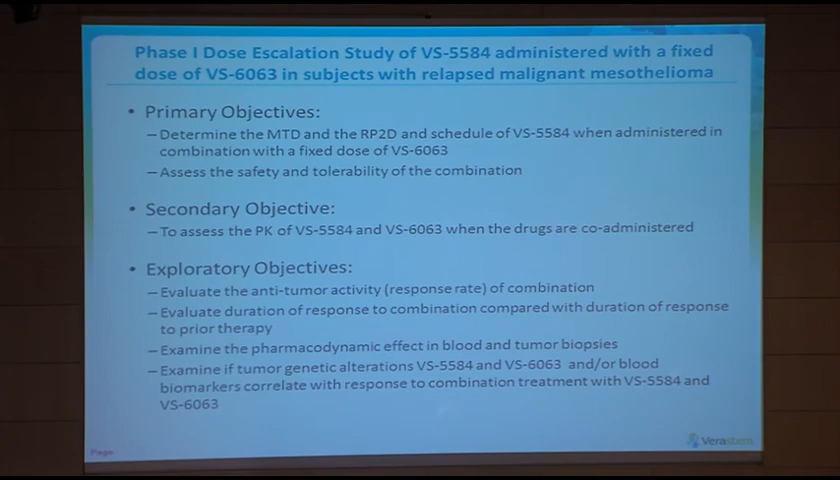 Phase I Dose Escalation Study of VS-5584 administered with a fixed
dose of VS-6063 in subjects with relapsed malignant mesothelioma
• Primary Objectives:
– Determine the MTD and the RP2D and schedule of VS-5584 when administered in
combination with a fixed dose of VS-6063
– Assess the safety and tolerability of the combination
• Secondary Objective:
– To assess the PK of VS-5584 and VS-6063 when the drugs are co-administered
• Exploratory Objectives:
– Evaluate the anti-tumor activity (response rate) of combination
– Evaluate duration of response to combination compared with duration of response
to prior therapy
– Examine the pharmacodynamic effect in blood and tumor biopsies
– Examine if tumor genetic alterations VS-5584 and VS-6063 and/or blood
biomarkers correlate with response to combination treatment with VS-5584 and
VS-6063
Page
Verastem